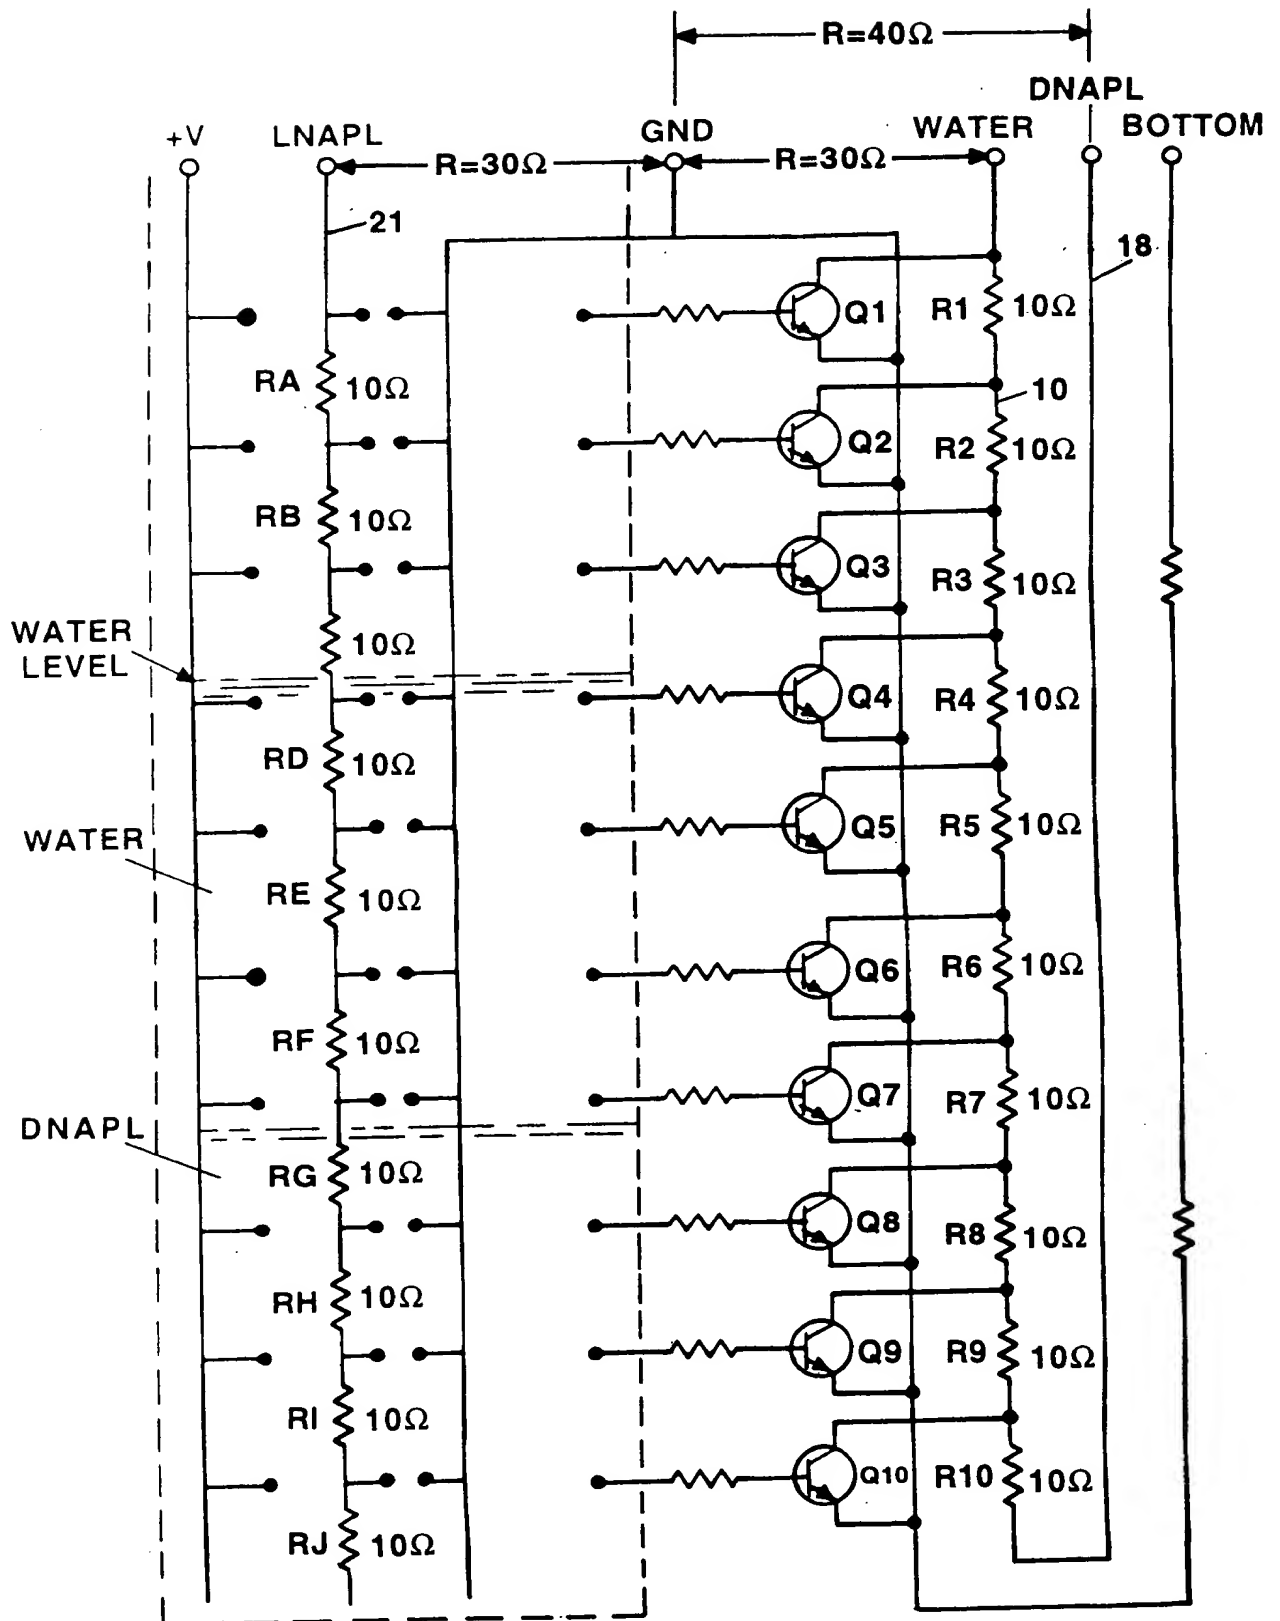 R=40Ω
DNAPL
+V LNAPL GND WATER BOTTOM
R=30Ω R=30Ω
21
18
Q1 R1 10Ω
RA 10Ω
10
Q2 R2 10Ω
RB 10Ω
Q3 R3 10Ω
WATER
LEVEL
10Ω
Q4 R4 10Ω
RD 10Ω
Q5 R5 10Ω
WATER
RE 10Ω
Q6 R6 10Ω
RF 10Ω
Q7 R7 10Ω
DNAPL
RG 10Ω
Q8 R8 10Ω
RH 10Ω
Q9 R9 10Ω
RI 10Ω
Q10 R10 10Ω
RJ 10Ω